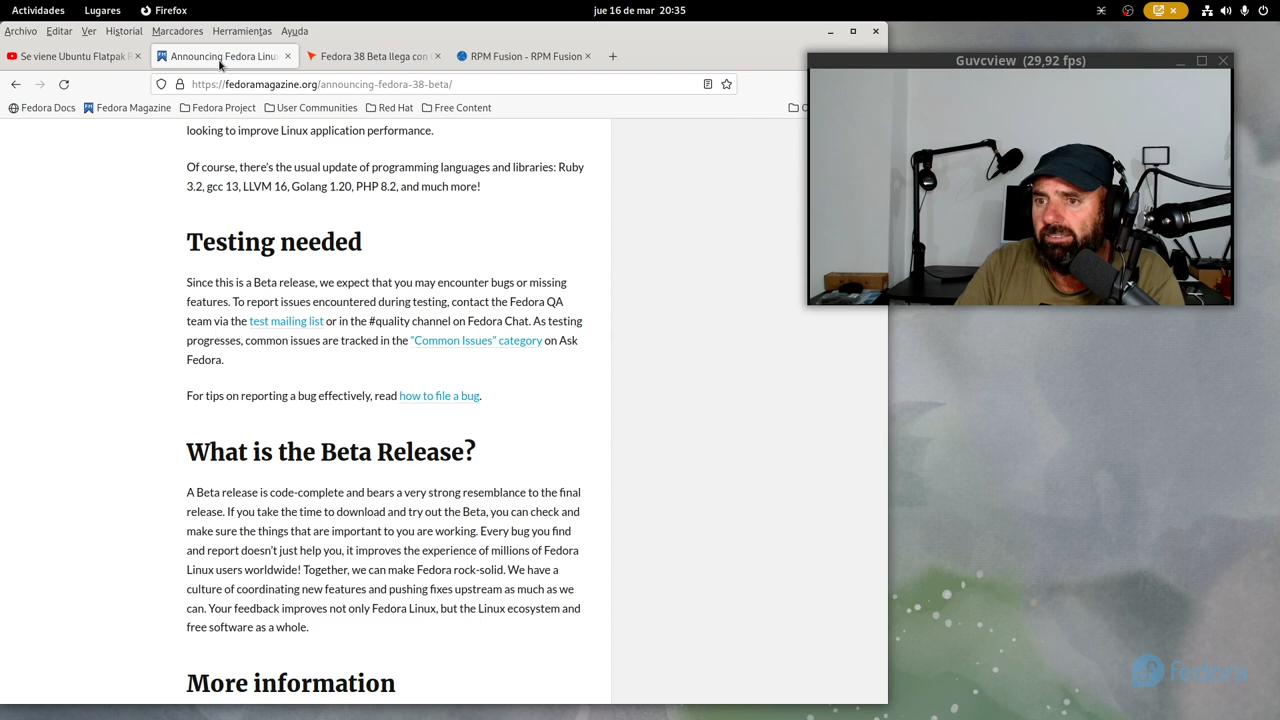 Actividades Lugares Firefox jue 16 de mar 20:35
Archivo Editar Ver Historial Marcadores Herramientas Ayuda
Se viene Ubuntu Flatpak Announcing Fedora Linu Fedora 38 Beta llega con RPM Fusion - RPM Fusion
https://fedoramagazine.org/announcing-fedora-38-beta/
Fedora Docs Fedora Magazine Fedora Project User Communities Red Hat Free Content
Guvcview (29,92 fps)
looking to improve Linux application performance.
Of course, there's the usual update of programming languages and libraries: Ruby
3.2, gcc 13, LLVM 16, Golang 1.20, PHP 8.2, and much more!
Testing needed
Since this is a Beta release, we expect that you may encounter bugs or missing
features. To report issues encountered during testing, contact the Fedora QA
team via the test mailing list or in the #quality channel on Fedora Chat. As testing
progresses, common issues are tracked in the “Common Issues” category on Ask
Fedora.
For tips on reporting a bug effectively, read how to file a bug.
What is the Beta Release?
A Beta release is code-complete and bears a very strong resemblance to the final
release. If you take the time to download and try out the Beta, you can check and
make sure the things that are important to you are working. Every bug you find
and report doesn't just help you, it improves the experience of millions of Fedora
Linux users worldwide! Together, we can make Fedora rock-solid. We have a
culture of coordinating new features and pushing fixes upstream as much as we
can. Your feedback improves not only Fedora Linux, but the Linux ecosystem and
free software as a whole.
More information
fedora